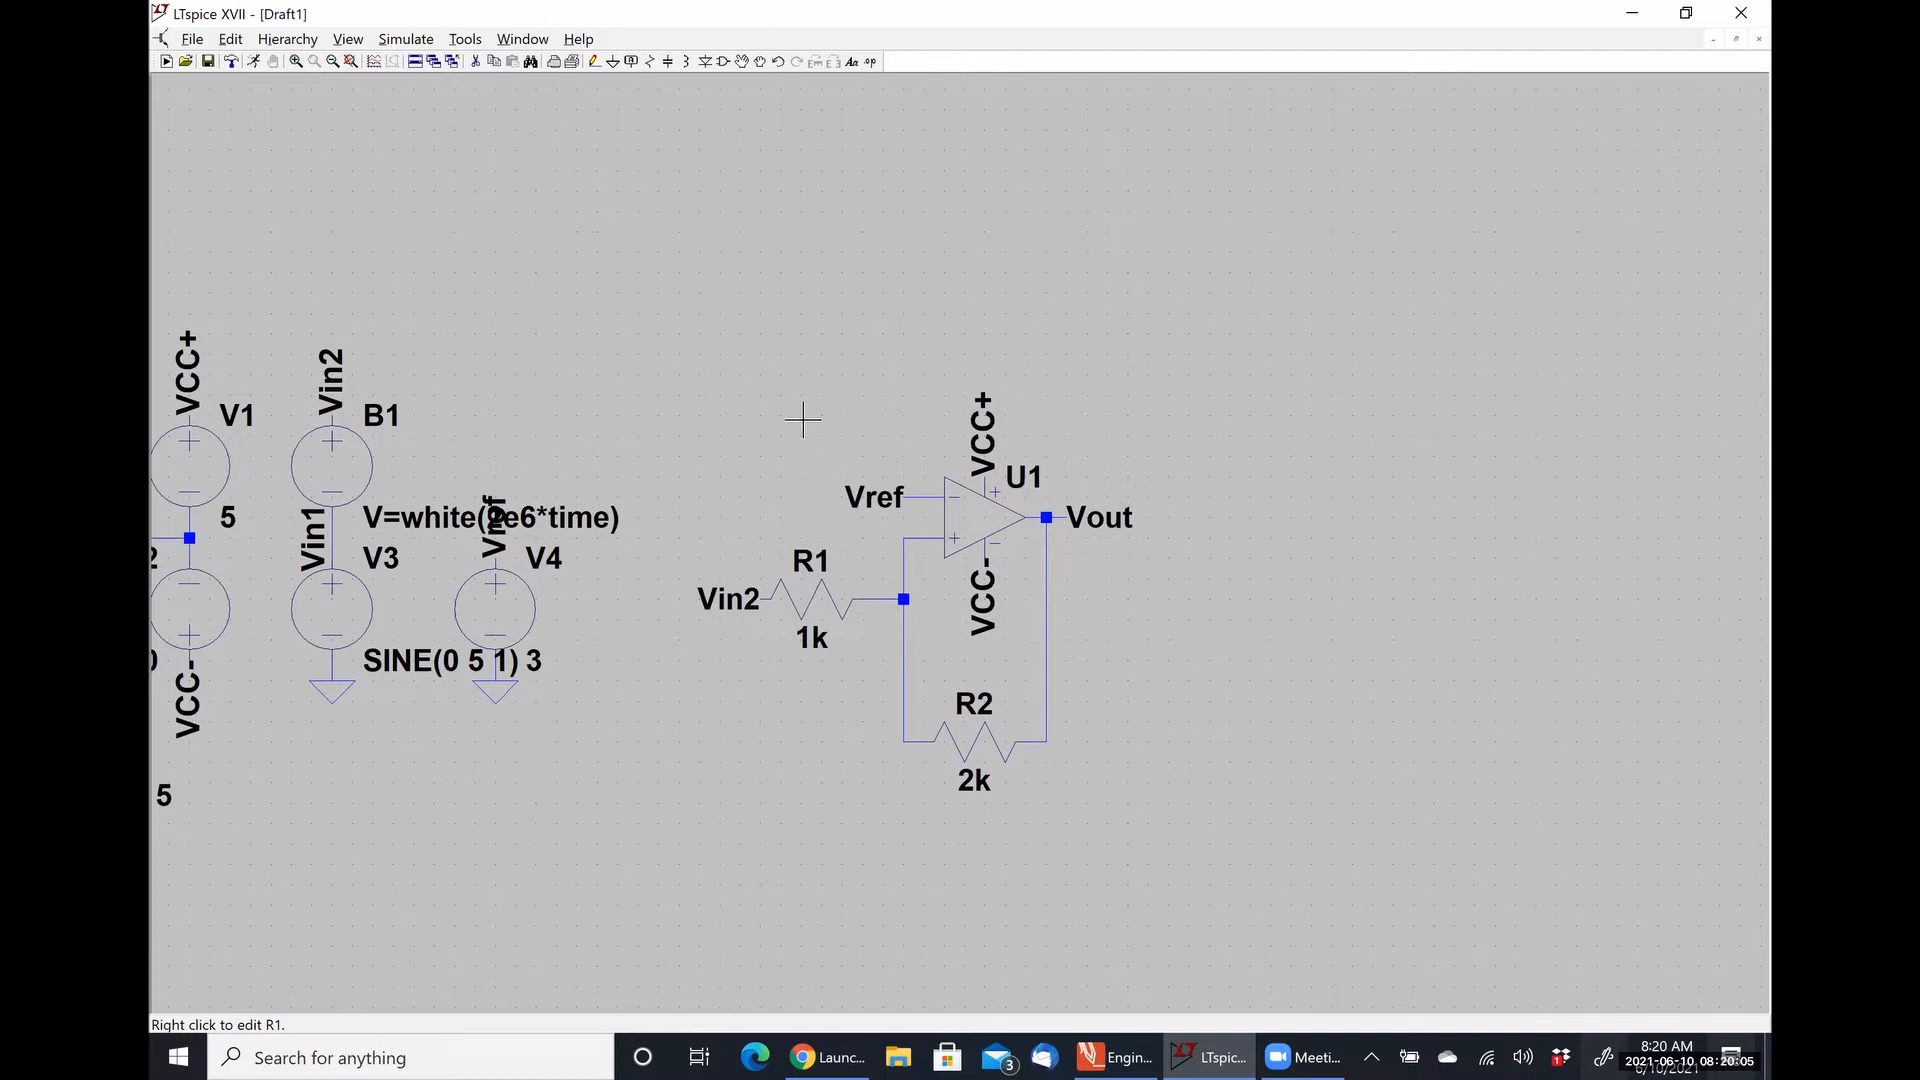 LTspice XVII - [Draft1]
File Edit Hierarchy View Simulate Tools Window Help
VCC+
V1
5
VCC-
5
Vin2
B1
V=white(2e6*time)
Vin1
V3
SINE(0 5 1)
Vref
V4
3
VCC+
U1
Vref
Vout
VCC-
R1
Vin2
1k
R2
2k
Right click to edit R1.
Search for anything
3
Launc...
Engin...
LTspic...
Meeti...
1
8:20 AM
2021-06-10 08:20:05